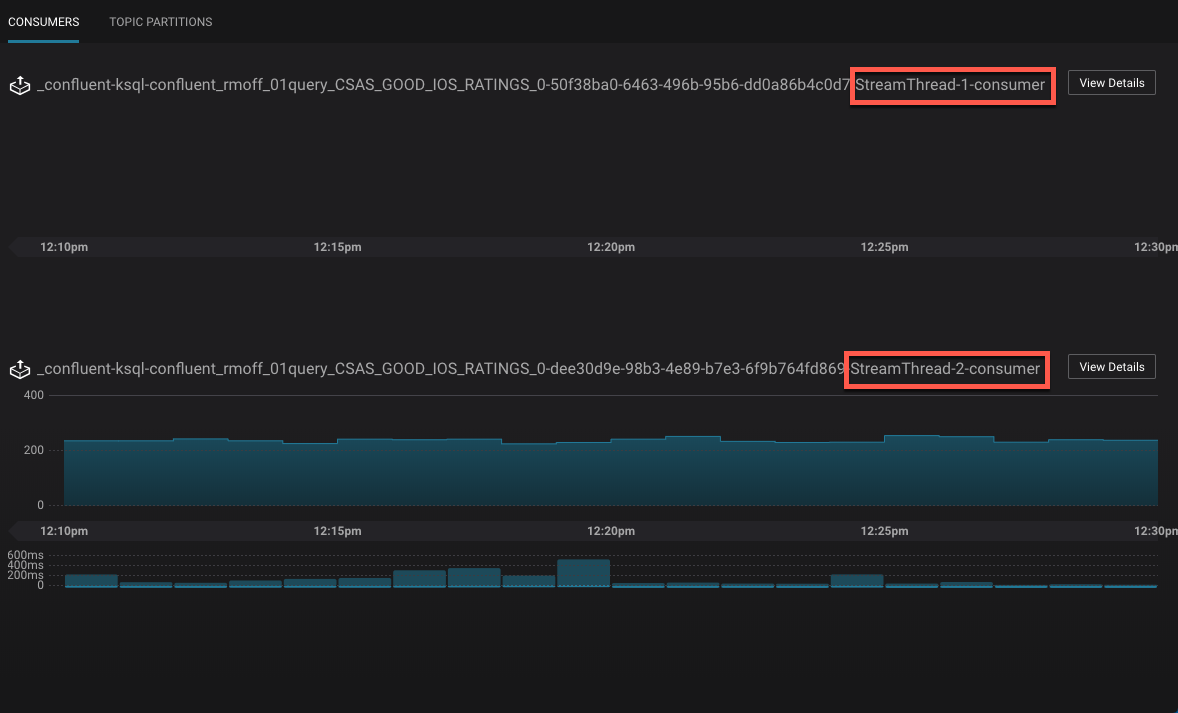 CONSUMERS TOPIC PARTITIONS
_confluent-ksql-confluent_rmoff_01query_CSAS_GOOD_IOS_RATINGS_0-50f38ba0-6463-496b-95b6-dd0a86b4c0d7 StreamThread-1-consumer View Details
12:10pm 12:15pm 12:20pm 12:25pm 12:30pm
_confluent-ksql-confluent_rmoff_01query_CSAS_GOOD_IOS_RATINGS_0-dee30d9e-98b3-4e89-b7e3-6f9b764fd869 StreamThread-2-consumer View Details
400
200
0
12:10pm 12:15pm 12:20pm 12:25pm 12:30pm
600ms
400ms
200ms
0